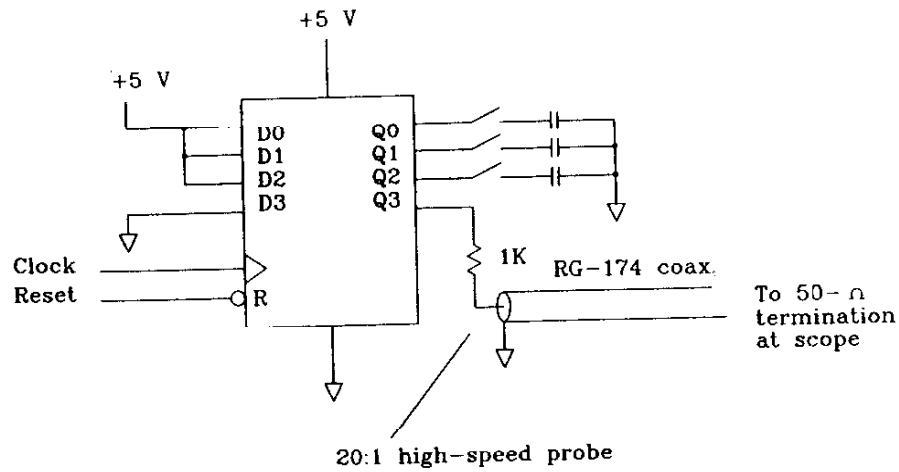 +5 V
+5 V
D0 Q0
D1 Q1
D2 Q2
D3 Q3
1K
Clock
RG-174 coax
Reset
R
To 50-Ω
termination
at scope
20:1 high-speed probe